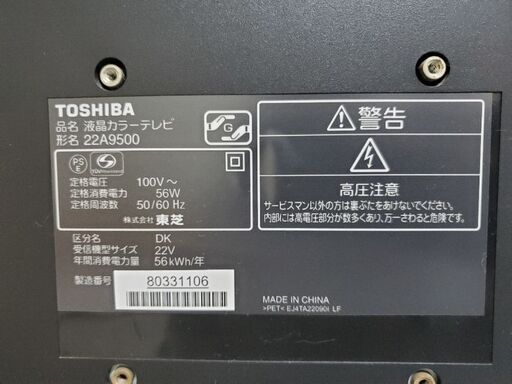 TOSHIBA
品名 液晶カラーテレビ
形名 22A9500
PS
E
定格電圧 100V～
定格消費電力 56W
定格周波数 50/60 Hz
株式会社 東芝
区分名 DK
受信機型サイズ 22V
年間消費電力量 56kWh/年
製造番号 80331106
G
警告
高圧注意
サービスマン以外の方は裏ぶたをあけないでください。
内部には高電圧部分が数多くあり、万一さわると危険です。
MADE IN CHINA
>PET< EJ4TA22090I LF